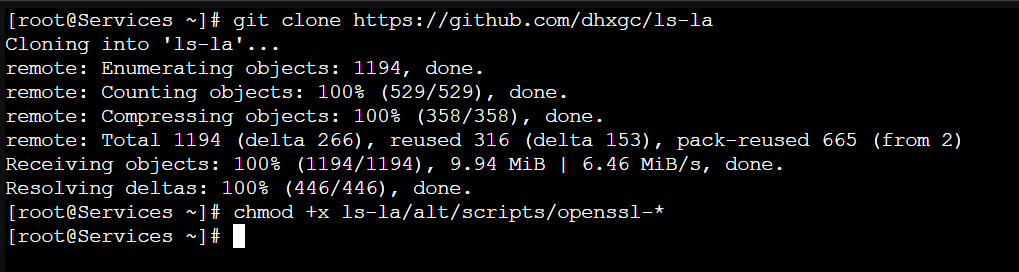 [root@Services ~]# git clone https://github.com/dhxgc/ls-la
Cloning into 'ls-la'...
remote: Enumerating objects: 1194, done.
remote: Counting objects: 100% (529/529), done.
remote: Compressing objects: 100% (358/358), done.
remote: Total 1194 (delta 266), reused 316 (delta 153), pack-reused 665 (from 2)
Receiving objects: 100% (1194/1194), 9.94 MiB | 6.46 MiB/s, done.
Resolving deltas: 100% (446/446), done.
[root@Services ~]# chmod +x ls-la/alt/scripts/openssl-*
[root@Services ~]#